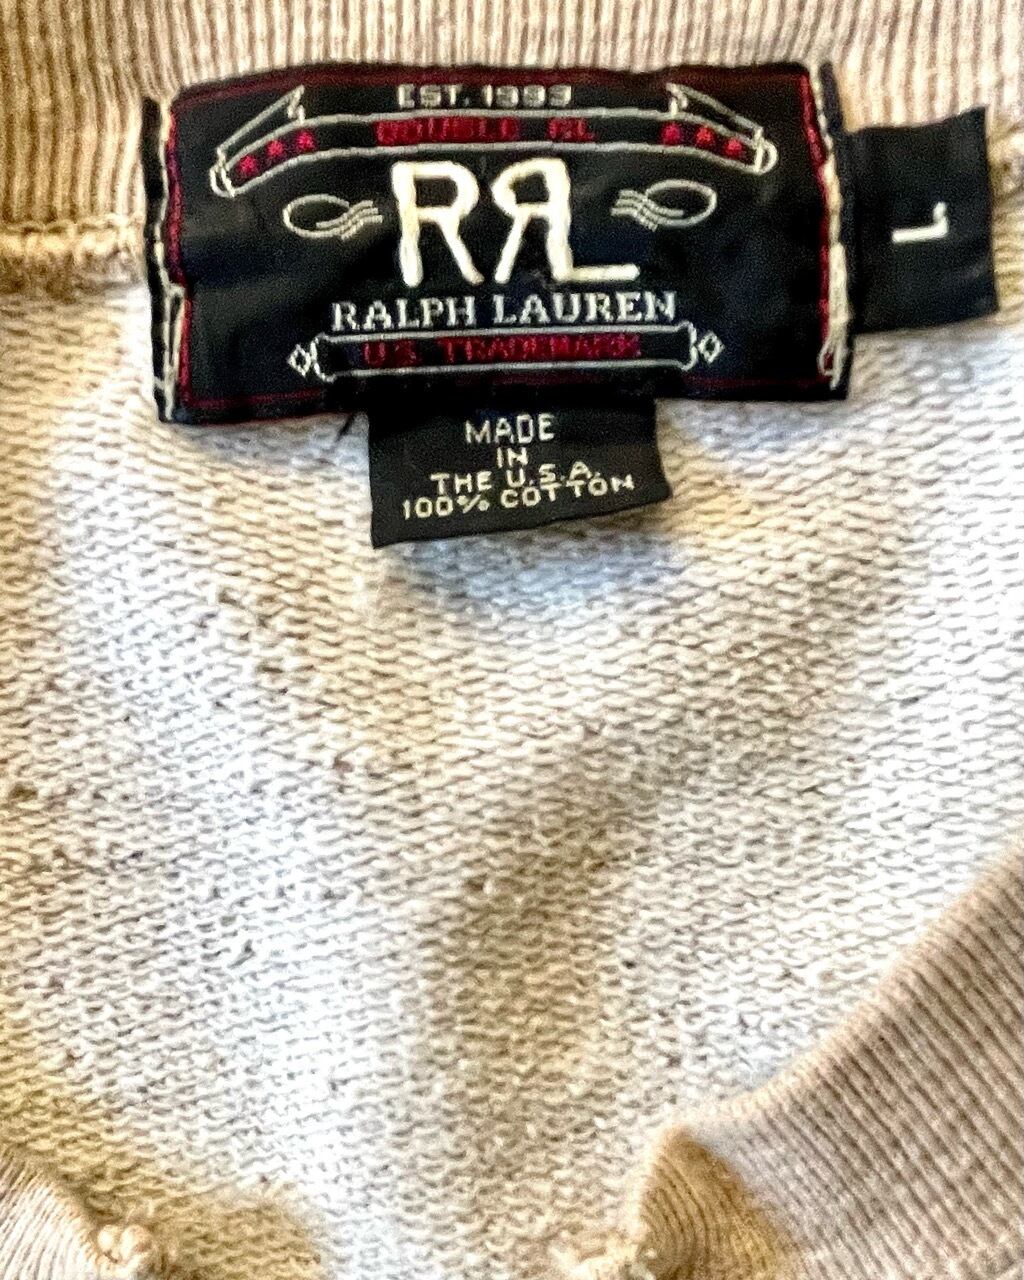 EST. 1993
DOUBLE RL
RRL
RALPH LAUREN
U.S. TRADEMARK
L
MADE
IN
THE U.S.A.
100% COTTON